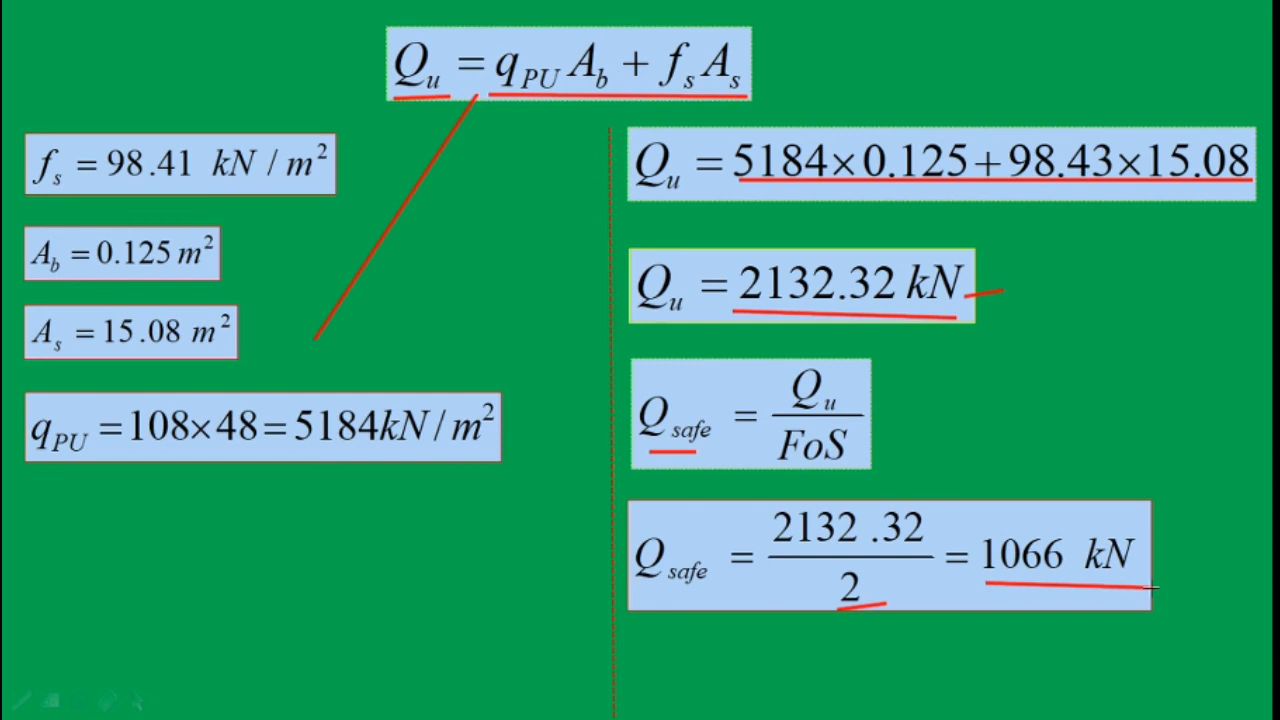 Qu = qPU Ab + fs As
fs = 98.41 kN / m²
Ab = 0.125 m²
As = 15.08 m²
qPU = 108×48 = 5184kN / m²
Qu = 5184×0.125+98.43×15.08
Qu = 2132.32 kN
Qsafe = Qu / FoS
Qsafe = 2132 .32 / 2 = 1066 kN